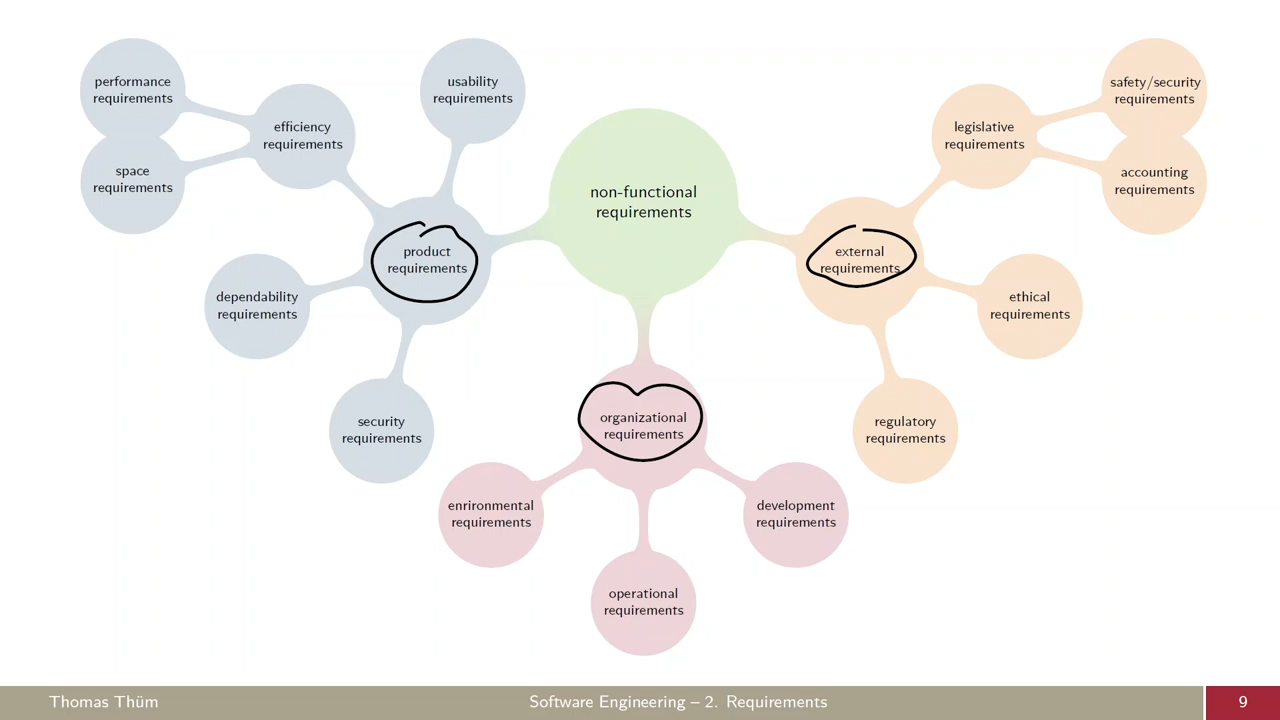 performance
requirements
space
requirements
efficiency
requirements
usability
requirements
product
requirements
dependability
requirements
security
requirements
non-functional
requirements
organizational
requirements
enrironmental
requirements
operational
requirements
development
requirements
external
requirements
legislative
requirements
safety/security
requirements
accounting
requirements
ethical
requirements
regulatory
requirements
Thomas Thüm
Software Engineering – 2. Requirements
9